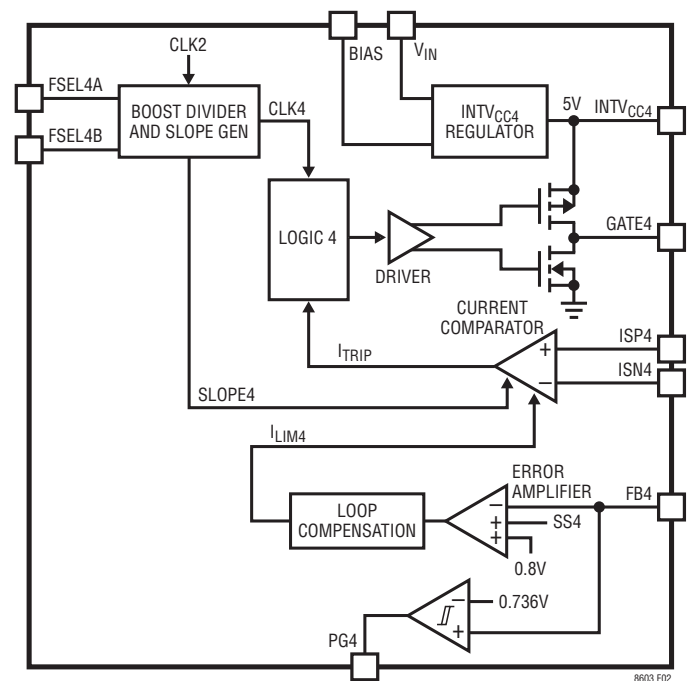 CLK2
BIAS
VIN
FSEL4A
FSEL4B
BOOST DIVIDER
AND SLOPE GEN
CLK4
INTVCC4
REGULATOR
5V
INTVCC4
LOGIC 4
DRIVER
GATE4
CURRENT
COMPARATOR
ITRIP
+
−
ISP4
ISN4
SLOPE4
ILIM4
LOOP
COMPENSATION
ERROR
AMPLIFIER
−
+
+
SS4
0.8V
FB4
−
+
0.736V
PG4
8603 F02